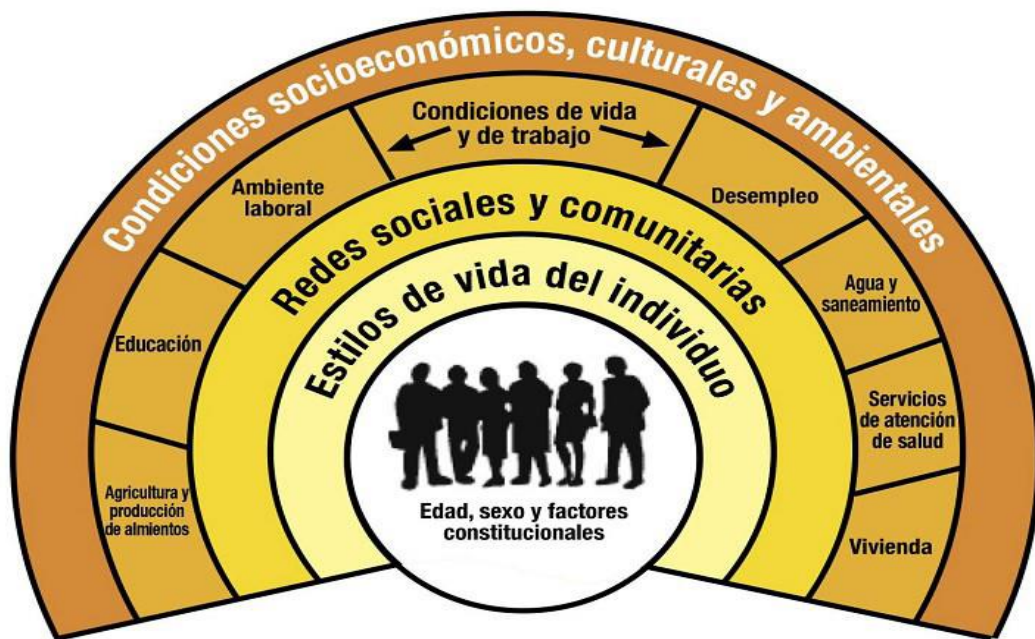 Condiciones socioeconómicos, culturales y ambientales
Condiciones de vida
y de trabajo
Ambiente
laboral
Desempleo
Educación
Agua y
saneamiento
Agricultura y
producción
de almientos
Servicios
de atención
de salud
Vivienda
Redes sociales y comunitarias
Estilos de vida del individuo
Edad, sexo y factores
constitucionales